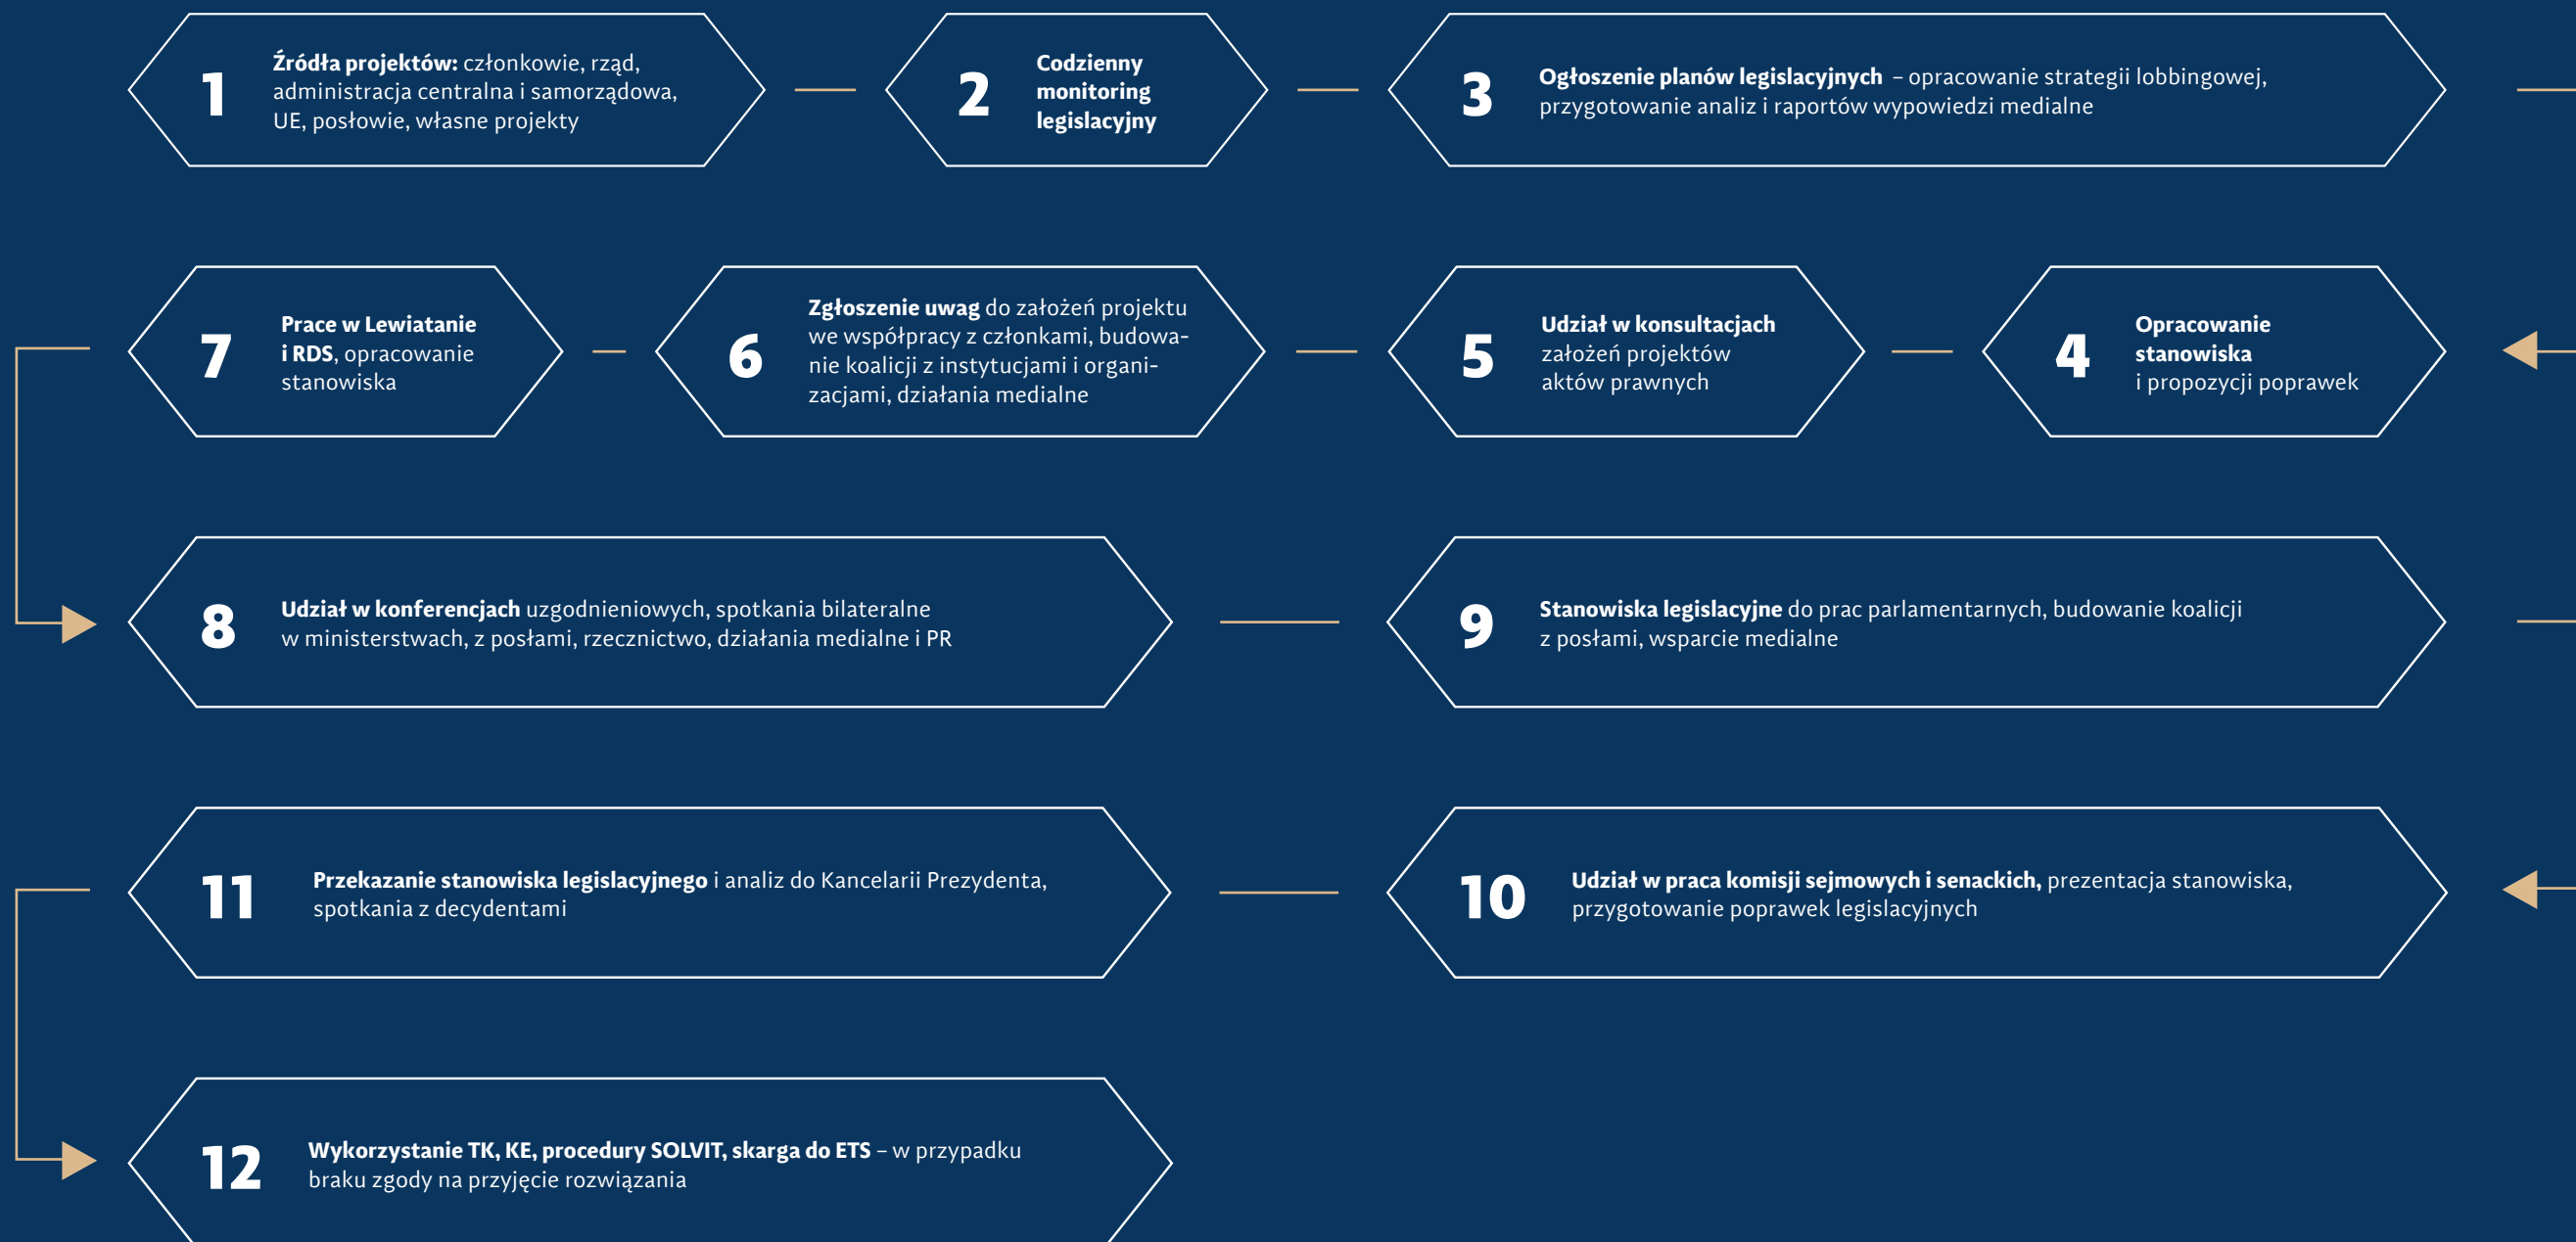 1
Źródła projektów: członkowie, rząd,
administracja centralna i samorządowa,
UE, posłowie, własne projekty
2
Codzienny
monitoring
legislacyjny
3
Ogłoszenie planów legislacyjnych – opracowanie strategii lobbingowej,
przygotowanie analiz i raportów wypowiedzi medialne
4
Opracowanie
stanowiska
i propozycji poprawek
5
Udział w konsultacjach
założeń projektów
aktów prawnych
6
Zgłoszenie uwag do założeń projektu
we współpracy z członkami, budowa-
nie koalicji z instytucjami i organi-
zacjami, działania medialne
7
Prace w Lewiatanie
i RDS, opracowanie
stanowiska
8
Udział w konferencjach uzgodnieniowych, spotkania bilateralne
w ministerstwach, z posłami, rzecznictwo, działania medialne i PR
9
Stanowiska legislacyjne do prac parlamentarnych, budowanie koalicji
z posłami, wsparcie medialne
10
Udział w praca komisji sejmowych i senackich, prezentacja stanowiska,
przygotowanie poprawek legislacyjnych
11
Przekazanie stanowiska legislacyjnego i analiz do Kancelarii Prezydenta,
spotkania z decydentami
12
Wykorzystanie TK, KE, procedury SOLVIT, skarga do ETS – w przypadku
braku zgody na przyjęcie rozwiązania